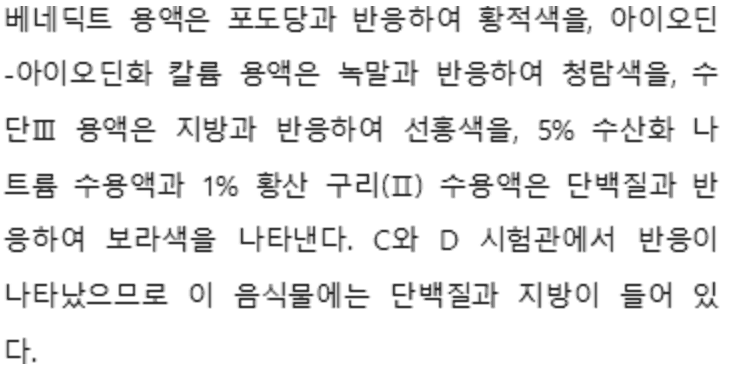 베네딕트 용액은 포도당과 반응하여 황적색을, 아이오딘
-아이오딘화 칼륨 용액은 녹말과 반응하여 청람색을, 수
단Ⅲ 용액은 지방과 반응하여 선홍색을, 5% 수산화 나
트륨 수용액과 1% 황산 구리(Ⅱ) 수용액은 단백질과 반
응하여 보라색을 나타낸다. C와 D 시험관에서 반응이
나타났으므로 이 음식물에는 단백질과 지방이 들어 있
다.